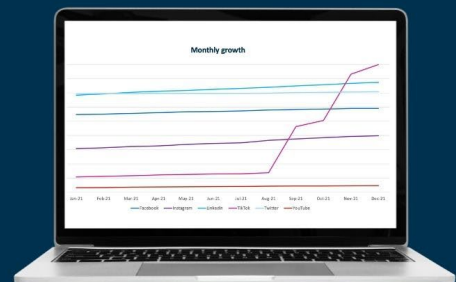 Monthly growth
Jan-21 Feb-21 Mar-21 Apr-21 May-21 Jun-21 Jul-21 Aug-21 Sep-21 Oct-21 Nov-21 Dec-21
Facebook Instagram LinkedIn TikTok Twitter YouTube